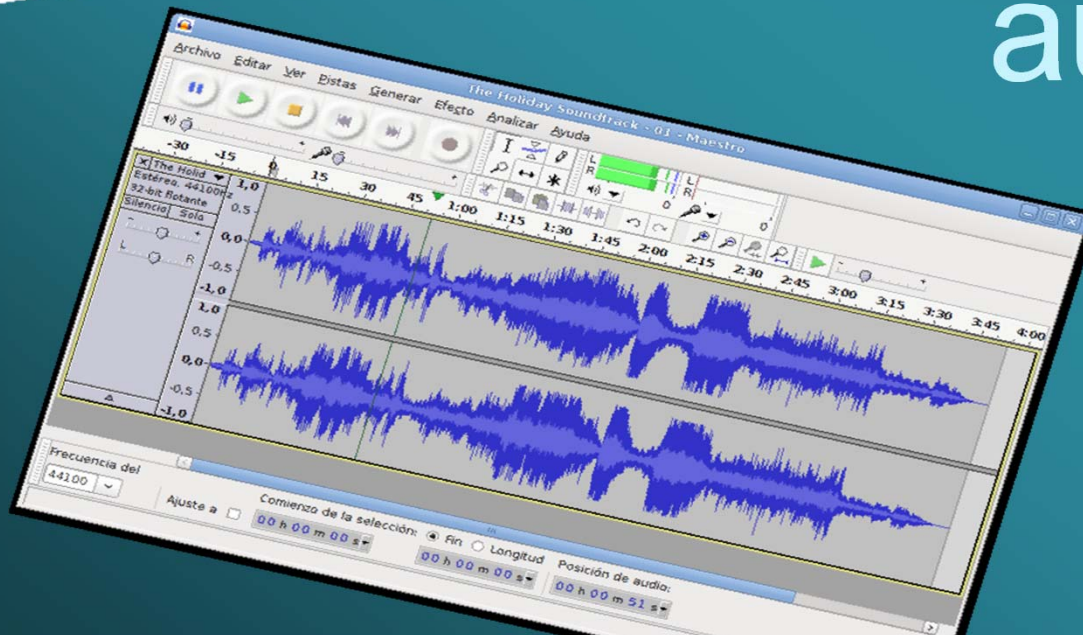 au
The Holiday Soundtrack - 03 - Maestro
Archivo Editar Ver Pistas Generar Efecto Analizar Ayuda
L
R
0
L
R
0
-30 -15 0 15 30 45 1:00 1:15 1:30 1:45 2:00 2:15 2:30 2:45 3:00 3:15 3:30 3:45 4:00
X The Holid
Estéreo, 44100Hz
32-bit flotante
Silencio Solo
- +
L R
1,0
0,5
0,0
-0,5
-1,0
1,0
0,5
0,0
-0,5
-1,0
Frecuencia del
44100
Ajuste a
Comienzo de la selección: Fin Longitud Posición de audio:
00 h 00 m 00 s 00 h 00 m 00 s 00 h 00 m 51 s